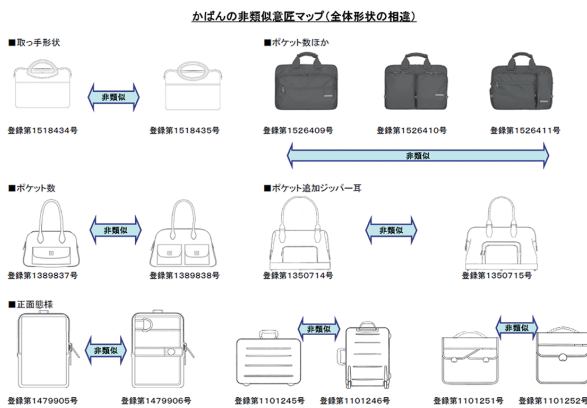 かばんの非類似意匠マップ(全体形状の相違)
■取っ手形状
非類似
登録第1518434号
登録第1518435号
■ポケット数ほか
登録第1526409号
登録第1526410号
登録第1526411号
非類似
■ポケット数
非類似
登録第1389837号
登録第1389838号
■ポケット追加ジッパー耳
非類似
登録第1350714号
登録第1350715号
■正面態様
非類似
登録第1479905号
登録第1479906号
非類似
登録第1101245号
登録第1101246号
非類似
登録第1101251号
登録第1101252号